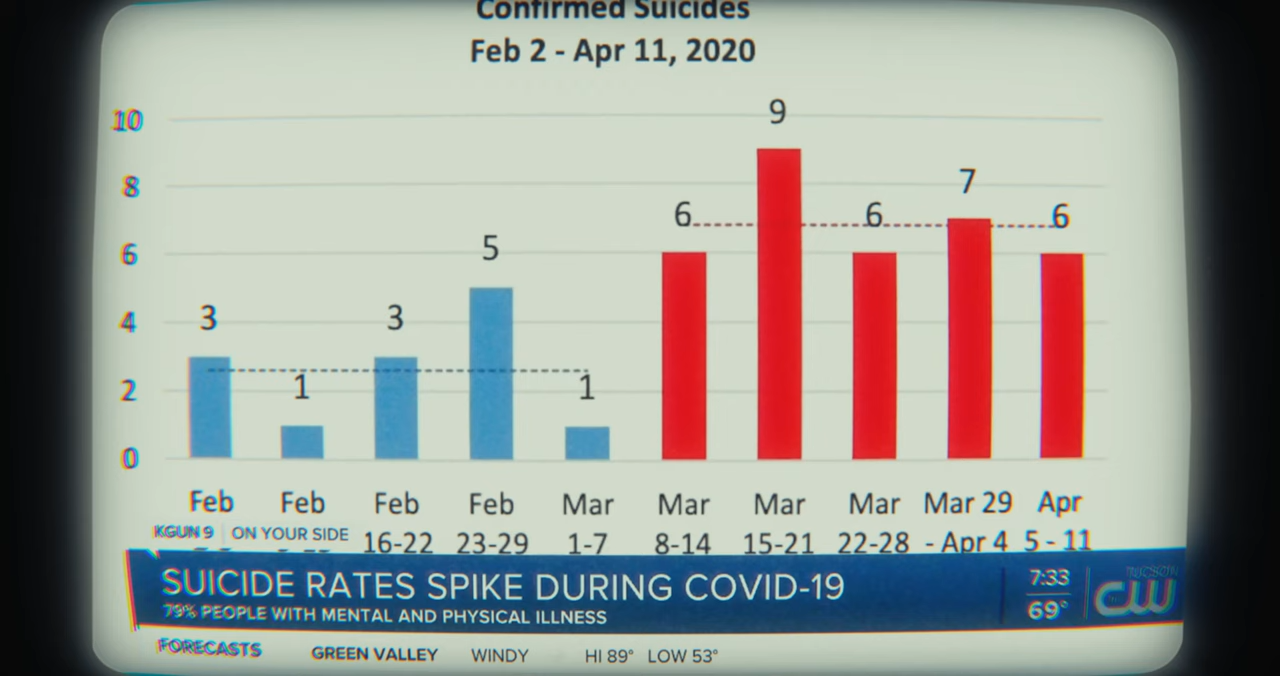 Confirmed Suicides
Feb 2 - Apr 11, 2020
10
8
6
4
2
0
3
1
3
5
1
6
9
6
7
6
Feb Feb Feb Feb Mar Mar Mar Mar Mar 29 Apr
16-22 23-29 1-7 8-14 15-21 22-28 - Apr 4 5 - 11
KGUN 9 ON YOUR SIDE
SUICIDE RATES SPIKE DURING COVID-19
79% PEOPLE WITH MENTAL AND PHYSICAL ILLNESS
7:33
69°
TUCSON
CW
FORECASTS GREEN VALLEY WINDY HI 89° LOW 53°